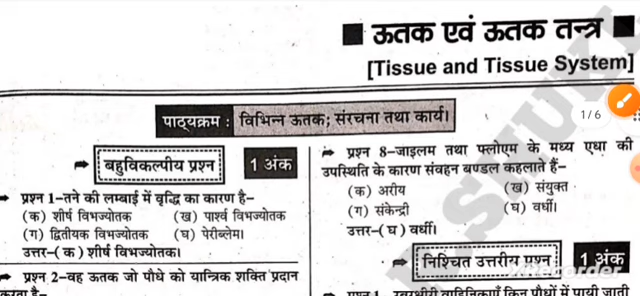 ■ ऊतक एवं ऊतक तन्त्र ■
[Tissue and Tissue System]
पाठ्यक्रम : विभिन्न ऊतक; संरचना तथा कार्य।
1/6
बहुविकल्पीय प्रश्न
1 अंक
प्रश्न 1-तने की लम्बाई में वृद्धि का कारण है-
(क) शीर्ष विभज्योतक (ख) पार्श्व विभज्योतक
(ग) द्वितीयक विभज्योतक (घ) पेरीब्लेम।
उत्तर-(क) शीर्ष विभज्योतक।
प्रश्न 2-वह ऊतक जो पौधे को यान्त्रिक शक्ति प्रदान
करता है-
प्रश्न 8-जाइलम तथा फ्लोएम के मध्य एधा की
उपस्थिति के कारण संवहन बण्डल कहलाते हैं-
(क) अरीय (ख) संयुक्त
(ग) संकेन्द्री (घ) वर्धी।
उत्तर-(घ) वर्धी।
निश्चित उत्तरीय प्रश्न
1 अंक
प्रश्न 1 वाहिनिकाएँ किन पौधों में पायी जाती